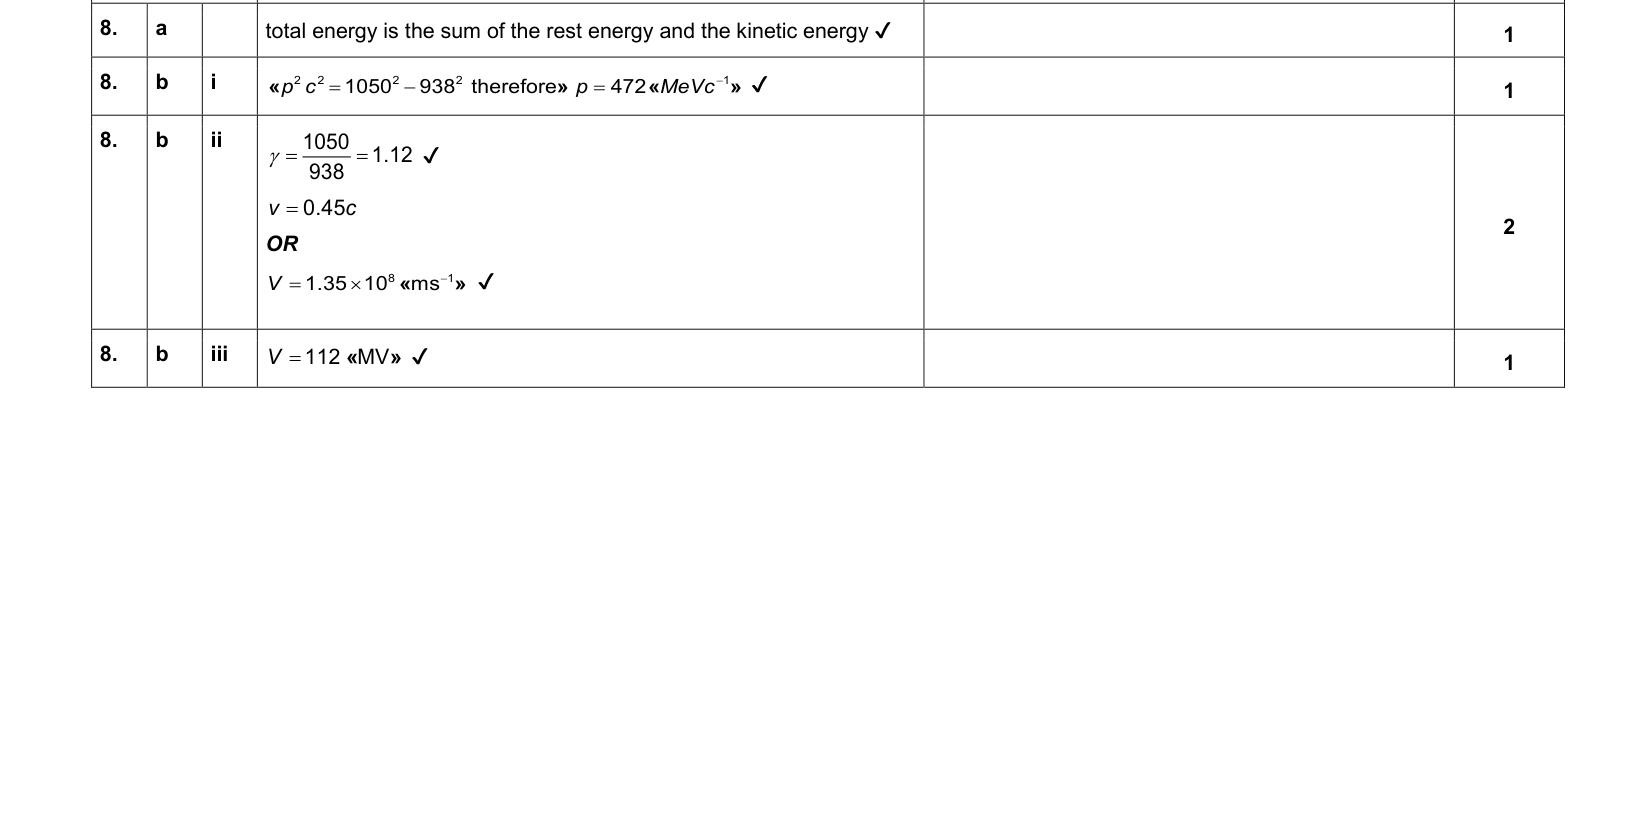 8. a total energy is the sum of the rest energy and the kinetic energy ✓ 1
8. b i «p² c² = 1050² − 938² therefore» p = 472 «MeVc⁻¹» ✓ 1
8. b ii γ = 1050/938 = 1.12 ✓ 2
v = 0.45c
OR
V = 1.35 × 10⁸ «ms⁻¹» ✓
8. b iii V = 112 «MV» ✓ 1